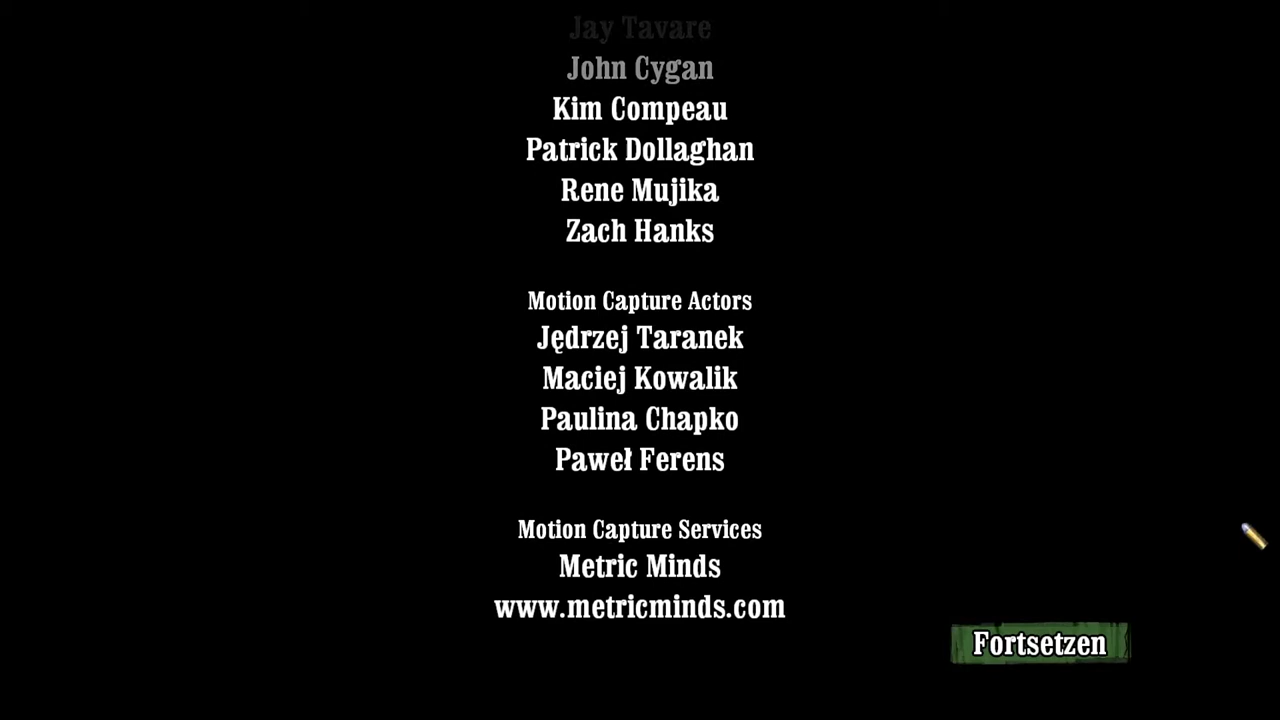 Jay Tavare
John Cygan
Kim Compeau
Patrick Dollaghan
Rene Mujika
Zach Hanks
Motion Capture Actors
Jędrzej Taranek
Maciej Kowalik
Paulina Chapko
Paweł Ferens
Motion Capture Services
Metric Minds
www.metricminds.com
Fortsetzen